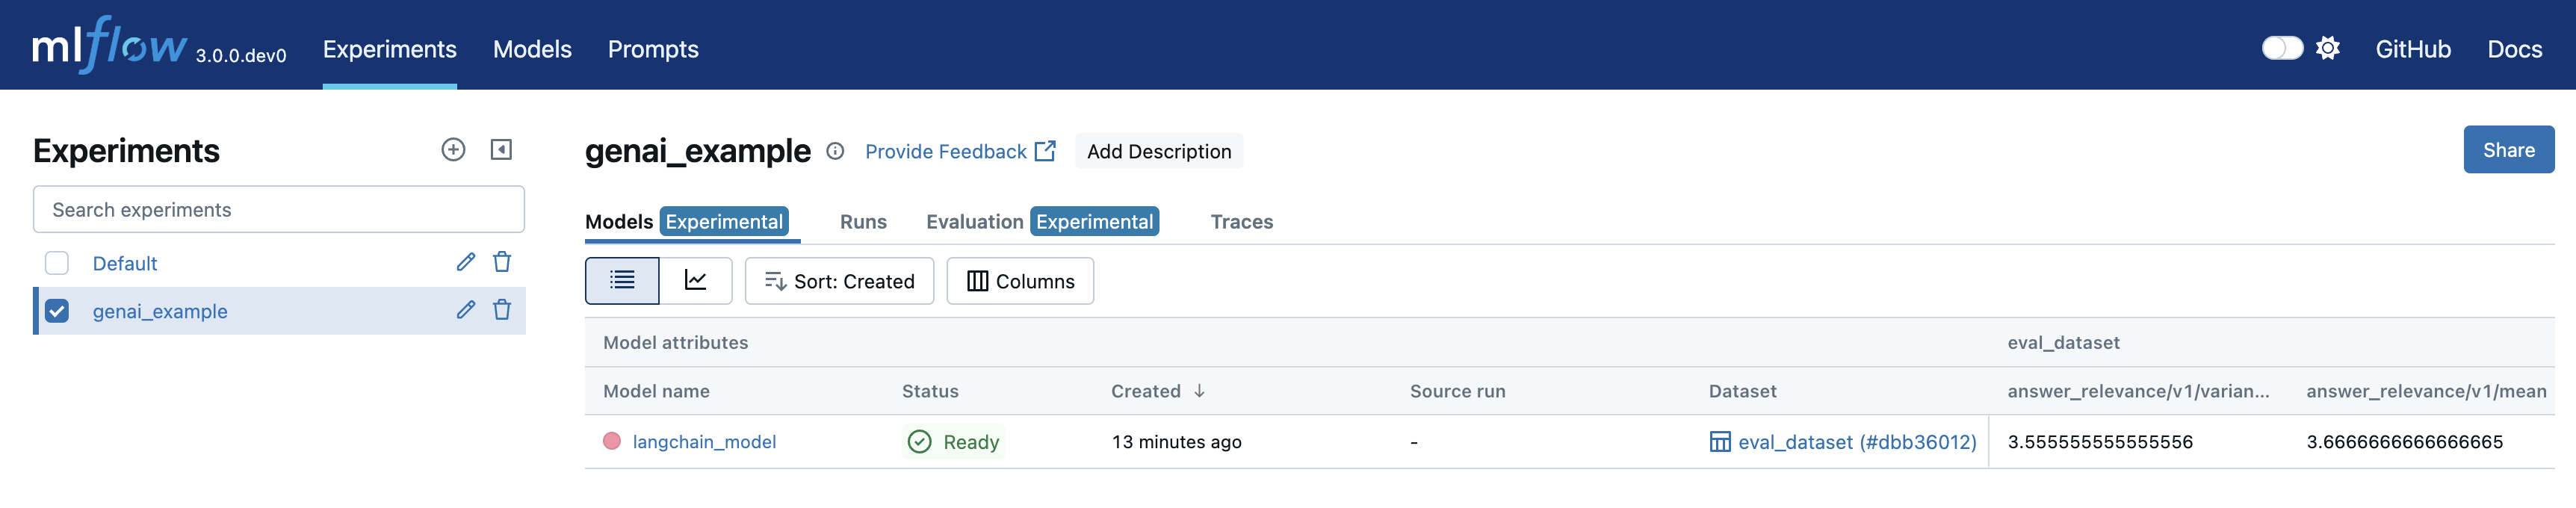 mlflow 3.0.0.dev0 Experiments Models Prompts GitHub Docs
Experiments
Search experiments
Default
genai_example
genai_example Provide Feedback Add Description Share
Models Experimental Runs Evaluation Experimental Traces
Sort: Created Columns
Model attributes eval_dataset
Model name Status Created Source run Dataset answer_relevance/v1/varian... answer_relevance/v1/mean
langchain_model Ready 13 minutes ago - eval_dataset (#dbb36012) 3.555555555555556 3.6666666666666665